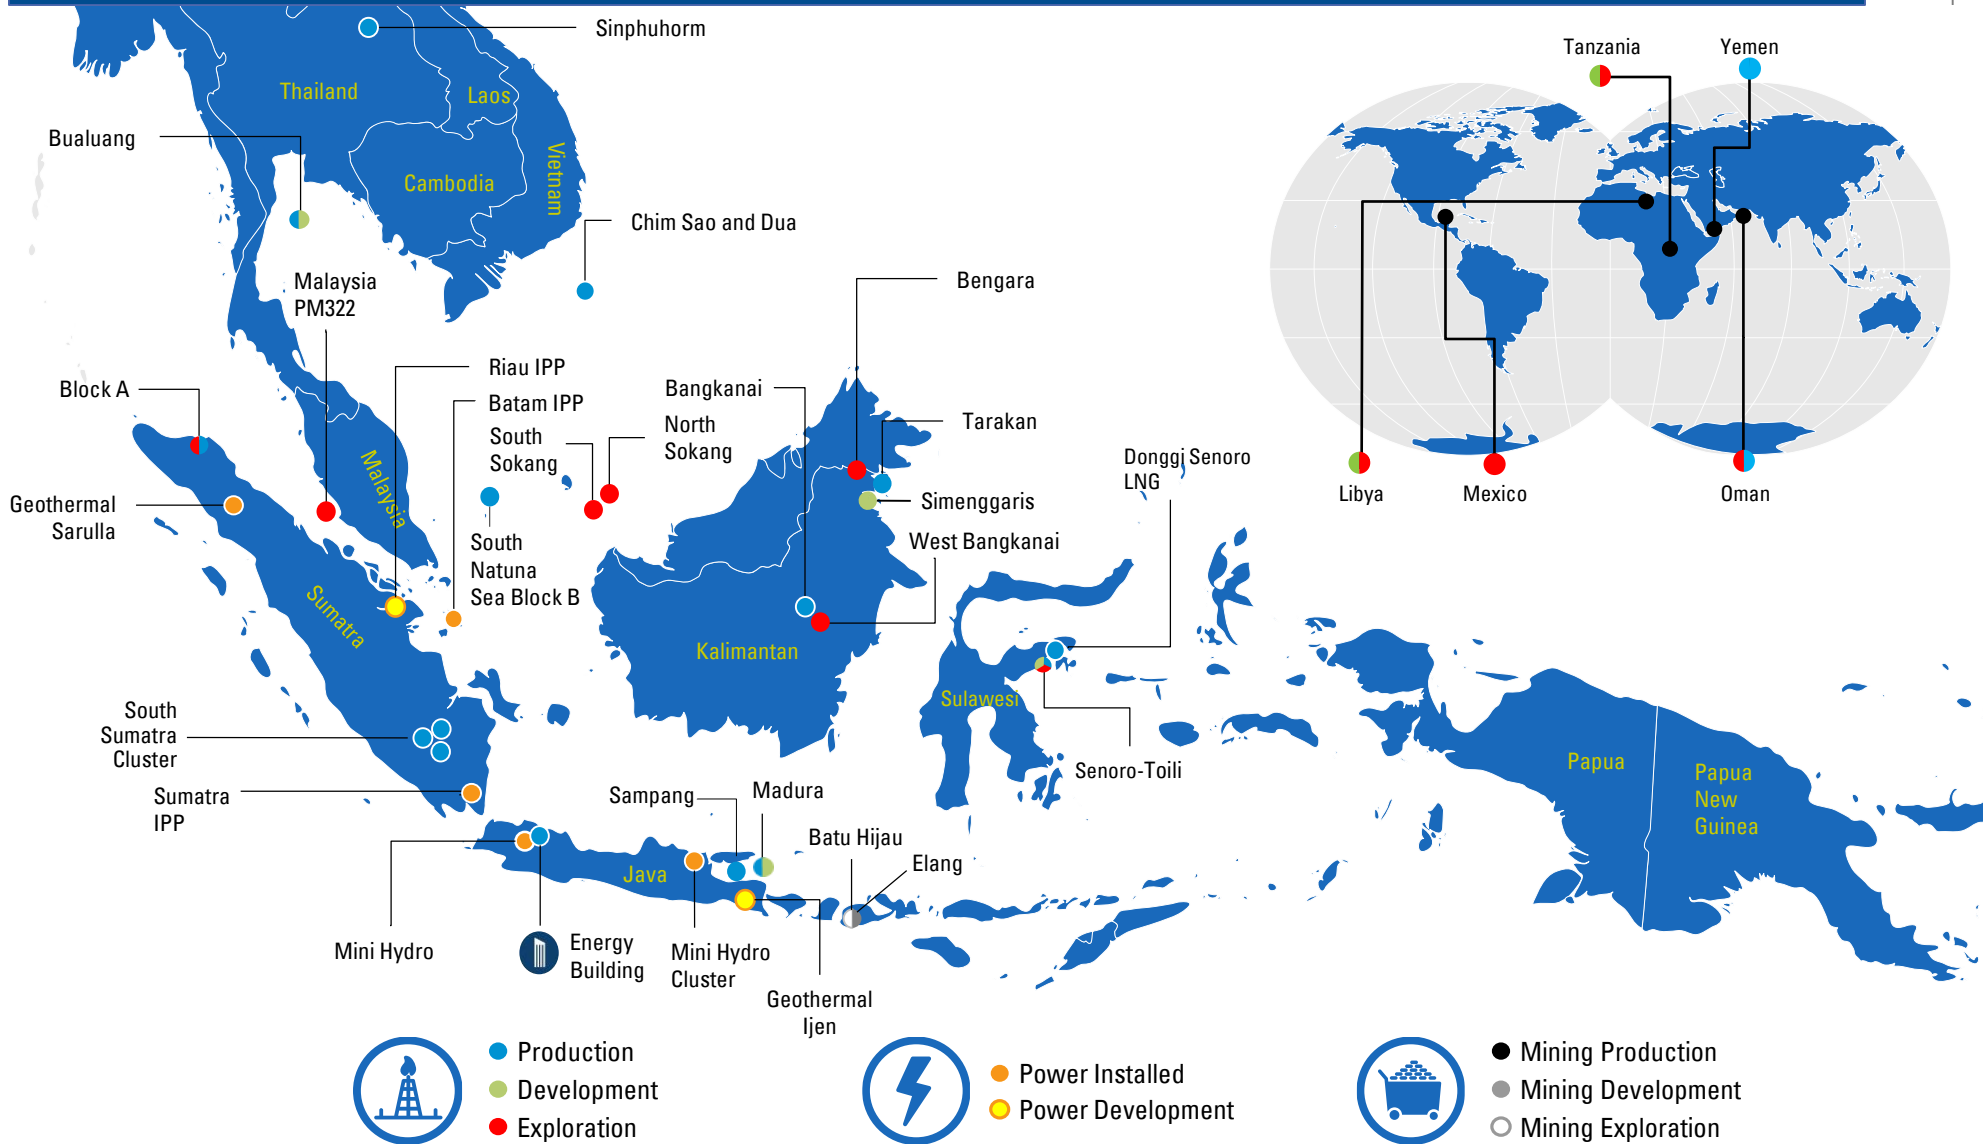 Sinphuhorm
Tanzania
Yemen
Thailand
Laos
Bualuang
Vietnam
Cambodia
Chim Sao and Dua
Malaysia
PM322
Bengara
Riau IPP
Block A
Bangkanai
Batam IPP
North
Sokang
South
Sokang
Tarakan
Donggi Senoro
LNG
Malaysia
Libya
Mexico
Oman
Geothermal
Sarulla
Simenggaris
South
Natuna
Sea Block B
West Bangkanai
Sumatra
Kalimantan
Sulawesi
South
Sumatra
Cluster
Senoro-Toili
Papua
Papua
New
Guinea
Sumatra
IPP
Sampang
Madura
Batu Hijau
Elang
Java
Mini Hydro
Energy
Building
Mini Hydro
Cluster
Geothermal
Ijen
Production
Development
Exploration
Power Installed
Power Development
Mining Production
Mining Development
Mining Exploration